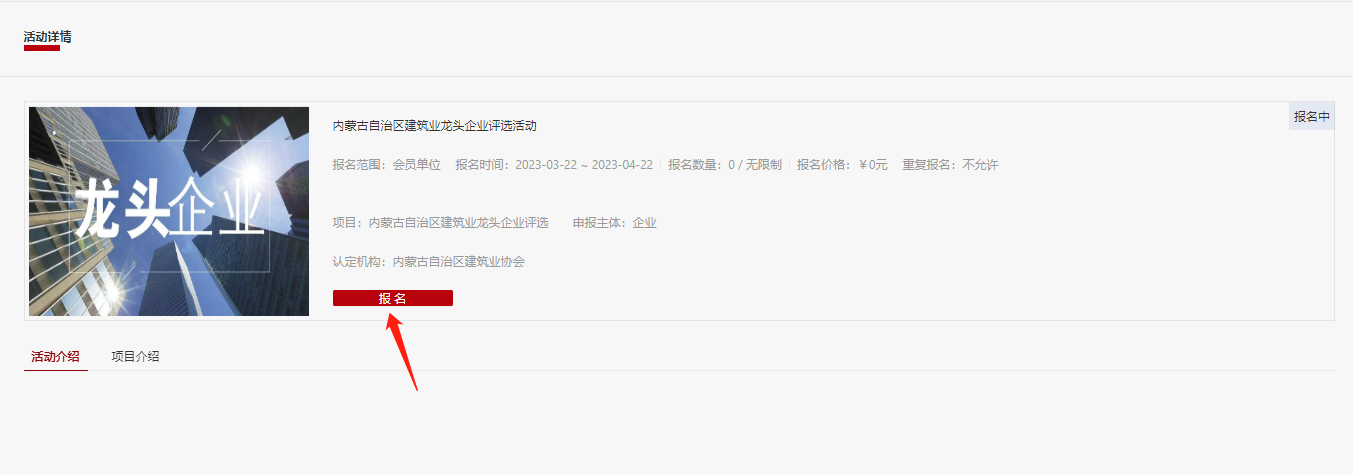 活动详情
报名中
龙头企业
内蒙古自治区建筑业龙头企业评选活动
报名范围：会员单位 报名时间：2023-03-22 ~ 2023-04-22 报名数量：0 / 无限制 报名价格：￥0元 重复报名：不允许
项目：内蒙古自治区建筑业龙头企业评选 申报主体：企业
认定机构：内蒙古自治区建筑业协会
报 名
活动介绍 项目介绍